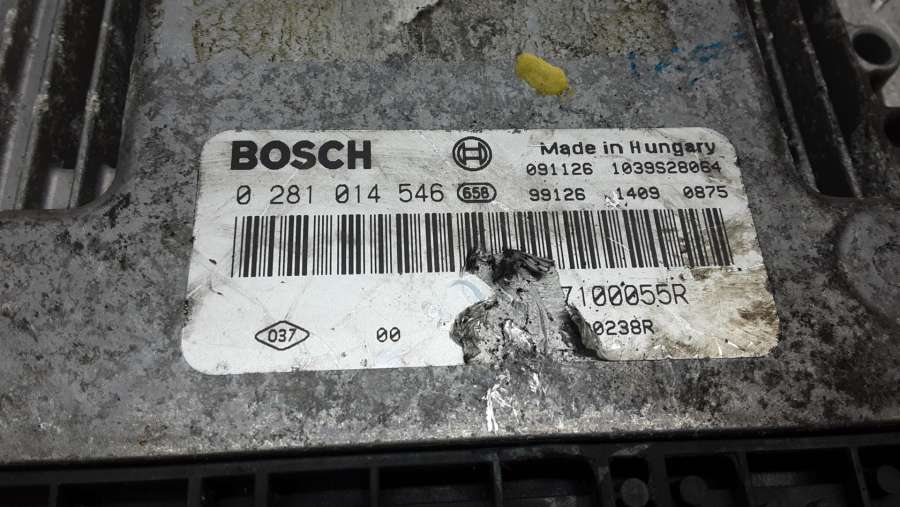 BOSCH
Made in Hungary
091126 1039S28064
0 281 014 546 658
99126 1409 0875
7100055R
0238R
037 00